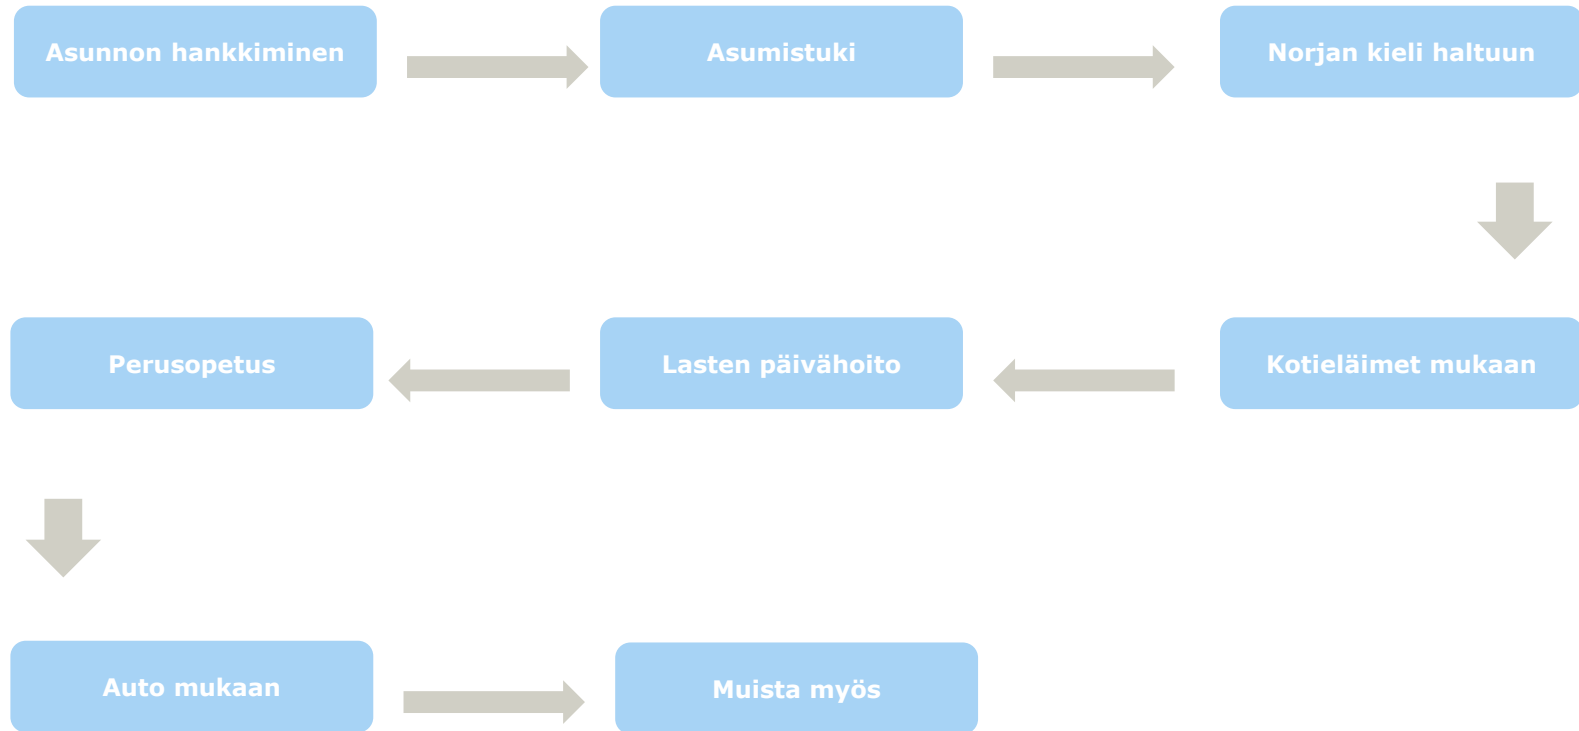 Asunnon hankkiminen
Asumistuki
Norjan kieli haltuun
Kotieläimet mukaan
Lasten päivähoito
Perusopetus
Auto mukaan
Muista myös